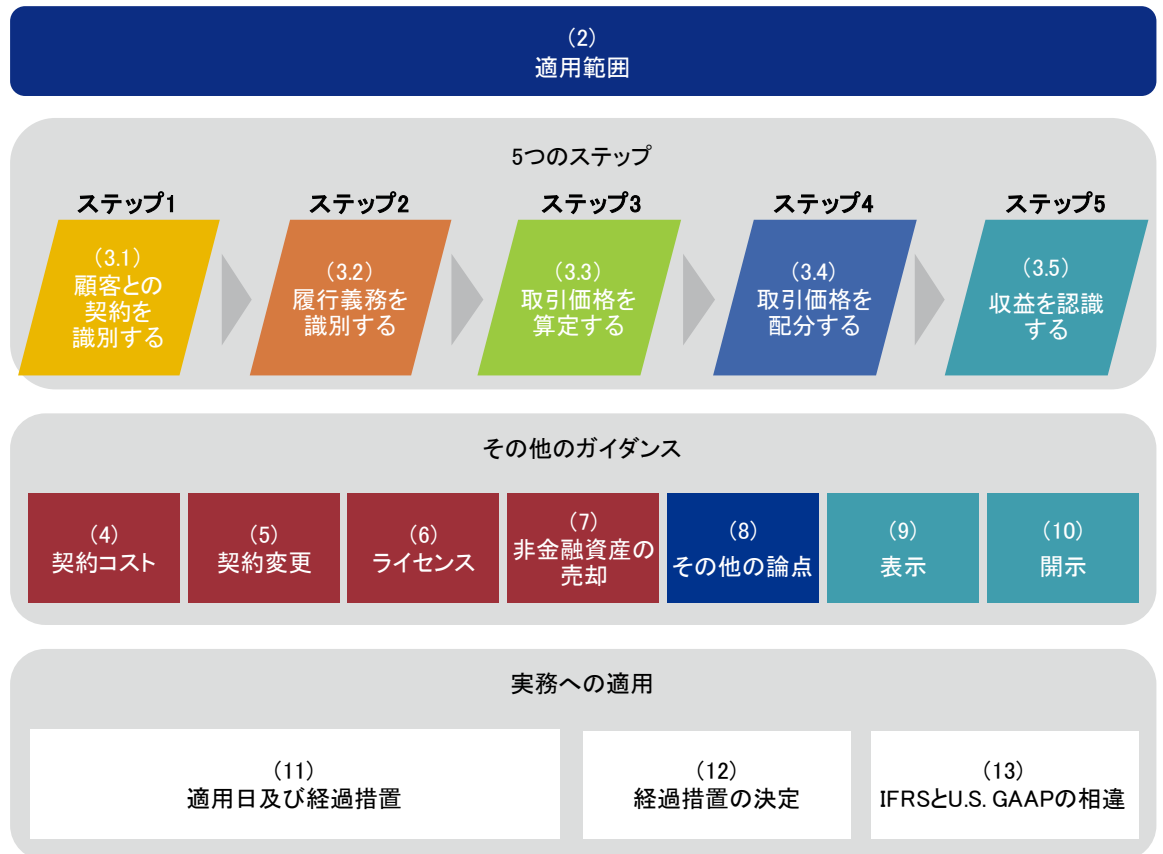 (2)
適用範囲
5つのステップ
ステップ1
(3.1)
顧客との
契約を
識別する
ステップ2
(3.2)
履行義務を
識別する
ステップ3
(3.3)
取引価格を
算定する
ステップ4
(3.4)
取引価格を
配分する
ステップ5
(3.5)
収益を認識
する
その他のガイダンス
(4)
契約コスト
(5)
契約変更
(6)
ライセンス
(7)
非金融資産の
売却
(8)
その他の論点
(9)
表示
(10)
開示
実務への適用
(11)
適用日及び経過措置
(12)
経過措置の決定
(13)
IFRSとU.S. GAAPの相違